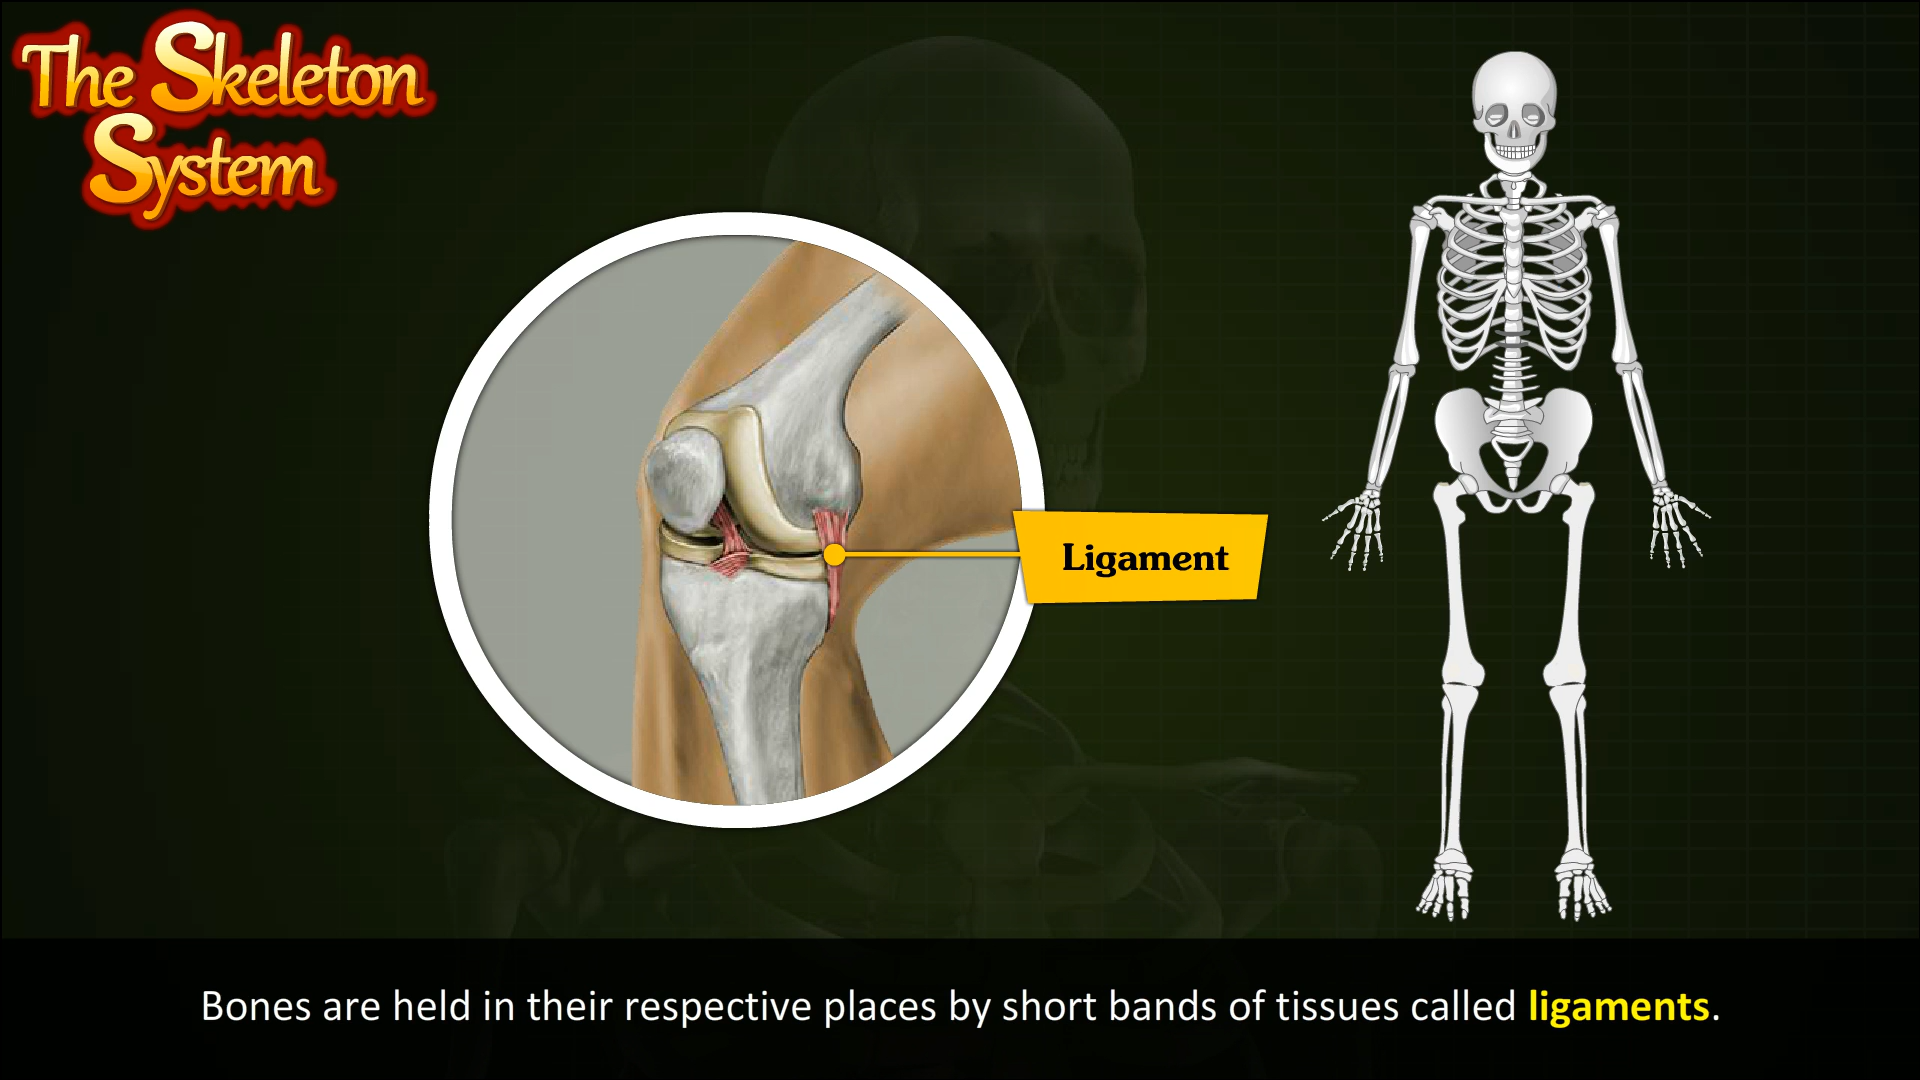 The Skeleton
System
Ligament
Bones are held in their respective places by short bands of tissues called ligaments.